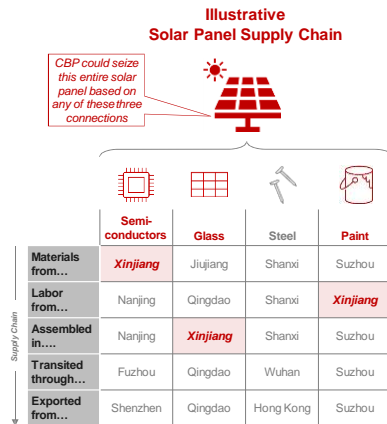 Illustrative
Solar Panel Supply Chain
CBP could seize
this entire solar
panel based on
any of these three
connections
Semi-
conductors Glass Steel Paint
Supply Chain
Materials
from... Xinjiang Jiujiang Shanxi Suzhou
Labor
from... Nanjing Qingdao Shanxi Xinjiang
Assembled
in.... Nanjing Xinjiang Shanxi Suzhou
Transited
through... Fuzhou Qingdao Wuhan Suzhou
Exported
from... Shenzhen Qingdao Hong Kong Suzhou